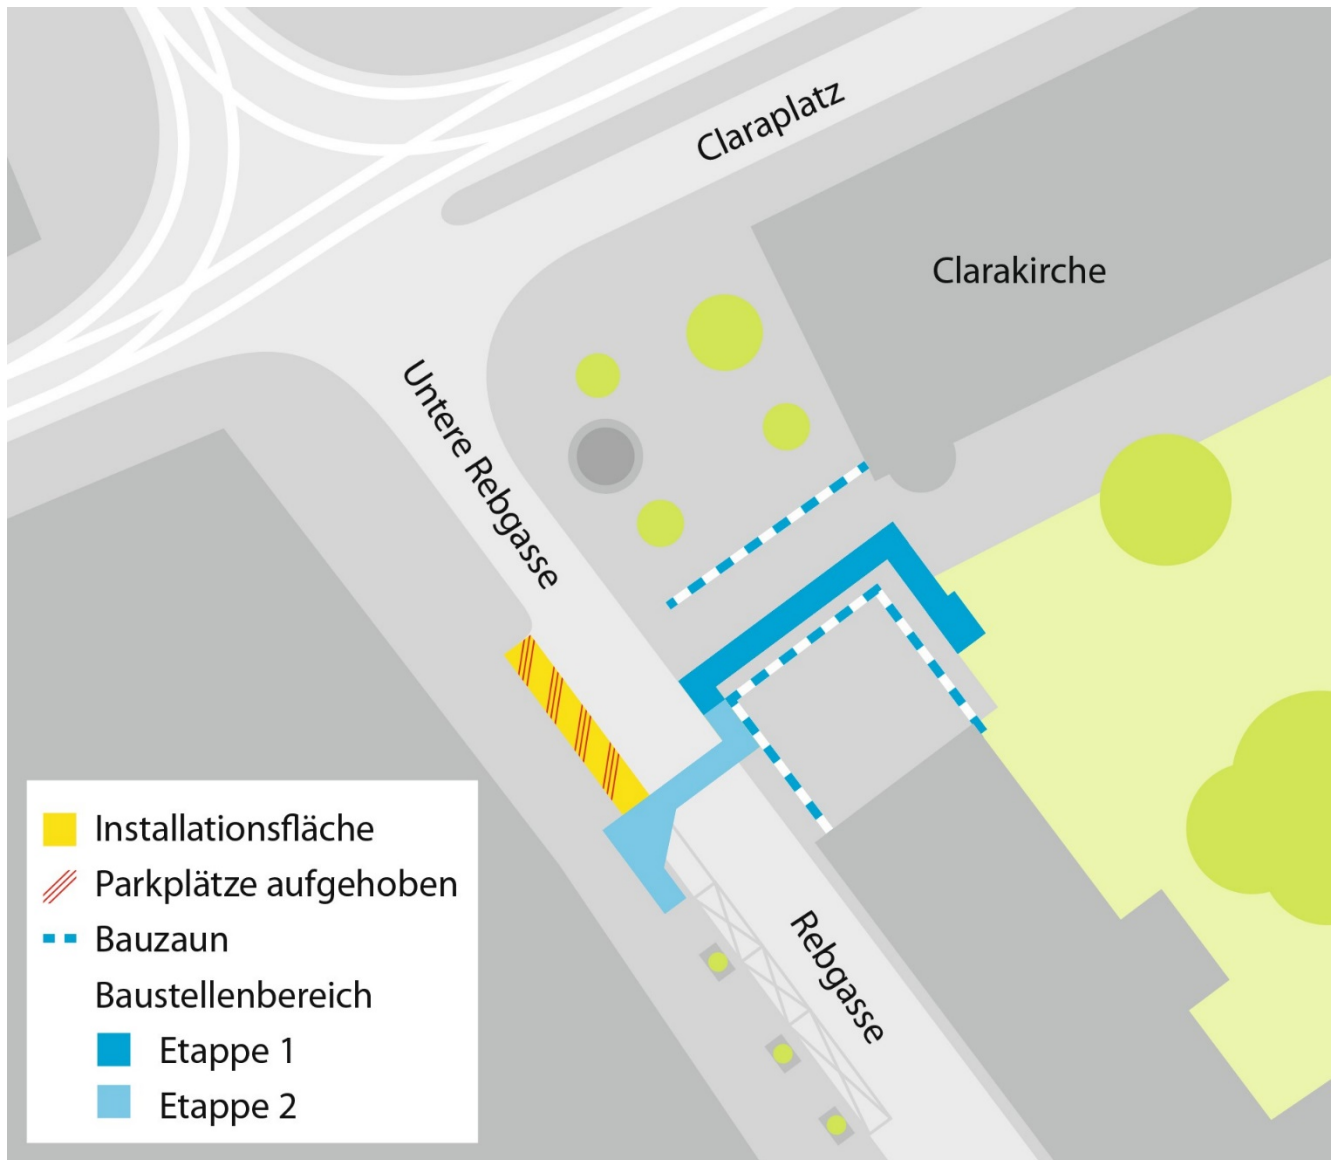 Claraplatz
Clarakirche
Untere Rebgasse
Rebgasse
Installationsfläche
Parkplätze aufgehoben
Bauzaun
Baustellenbereich
Etappe 1
Etappe 2